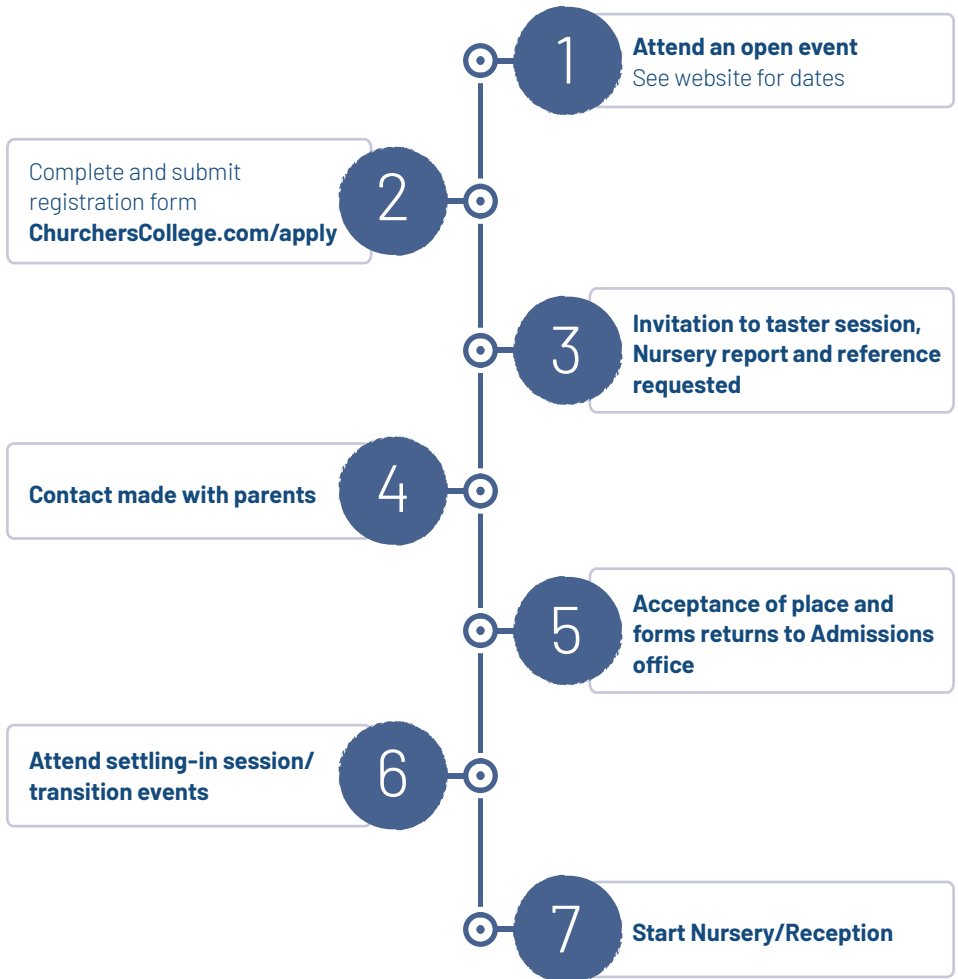 1
Attend an open event
See website for dates
2
Complete and submit
registration form
ChurchersCollege.com/apply
3
Invitation to taster session,
Nursery report and reference
requested
4
Contact made with parents
5
Acceptance of place and
forms returns to Admissions
office
6
Attend settling-in session/
transition events
7
Start Nursery/Reception